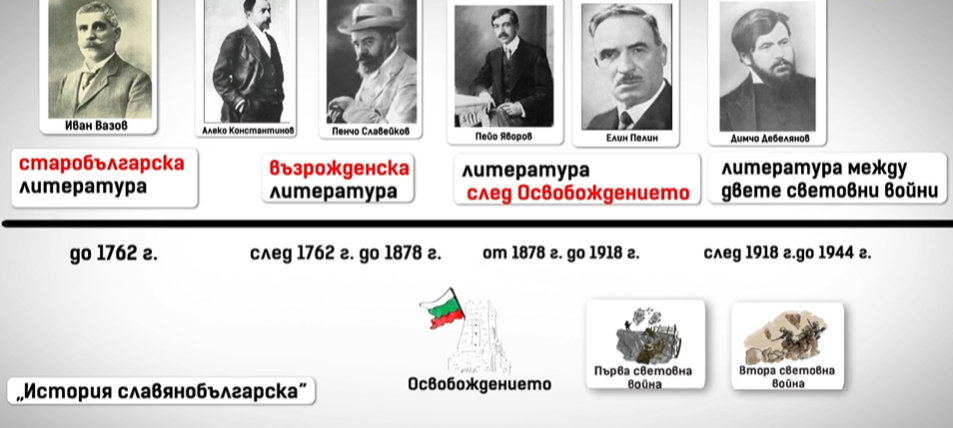 Иван Вазов
Алеко Константинов
Пенчо Славейков
Пейо Яворов
Елин Пелин
Димчо Дебелянов
старобългарска
литература
възрожденска
литература
литература
след Освобождението
литература между
двете световни войни
до 1762 г.
след 1762 г. до 1878 г.
от 1878 г. до 1918 г.
след 1918 г.до 1944 г.
Освобождението
Първа световна
война
Втора световна
война
„История славянобългарска”